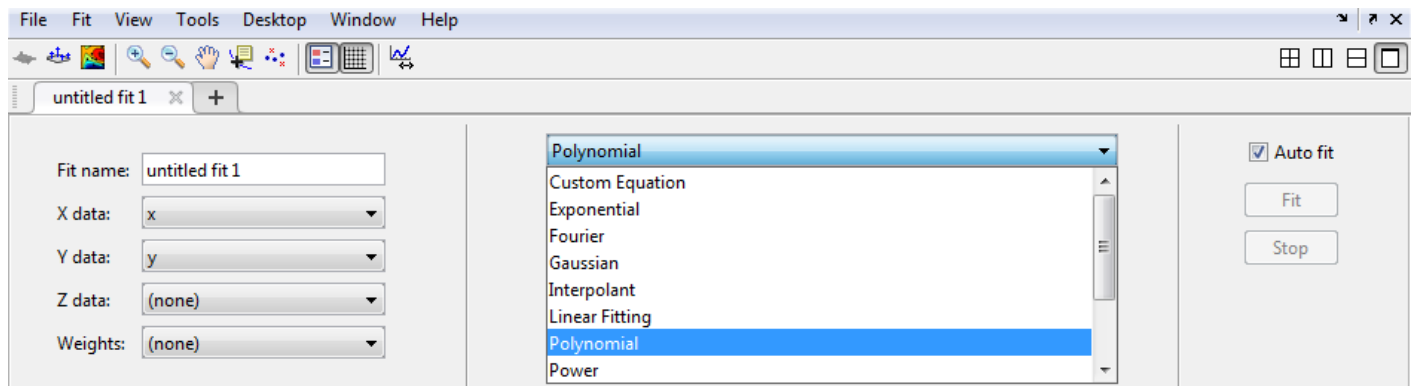 File Fit View Tools Desktop Window Help
untitled fit 1
Fit name: untitled fit 1
X data: x
Y data: y
Z data: (none)
Weights: (none)
Polynomial
Custom Equation
Exponential
Fourier
Gaussian
Interpolant
Linear Fitting
Polynomial
Power
Auto fit
Fit
Stop